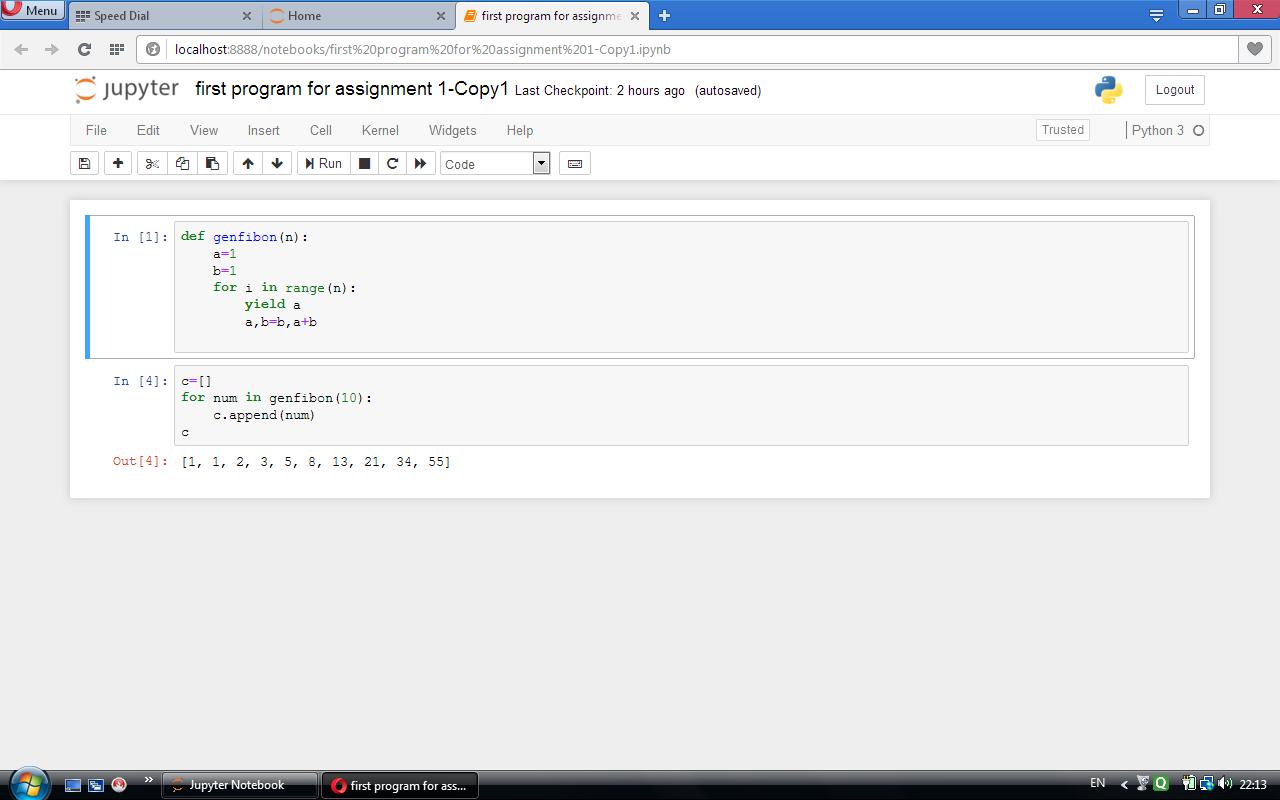 Menu
Speed Dial
Home
first program for assignme
localhost:8888/notebooks/first%20program%20for%20assignment%201-Copy1.ipynb
jupyter first program for assignment 1-Copy1 Last Checkpoint: 2 hours ago (autosaved)
Logout
File Edit View Insert Cell Kernel Widgets Help
Trusted Python 3
Run
Code
In [1]: def genfibon(n):
    a=1
    b=1
    for i in range(n):
        yield a
        a,b=b,a+b
In [4]: c=[]
for num in genfibon(10):
    c.append(num)
c
Out[4]: [1, 1, 2, 3, 5, 8, 13, 21, 34, 55]
Jupyter Notebook
first program for ass...
EN
22:13